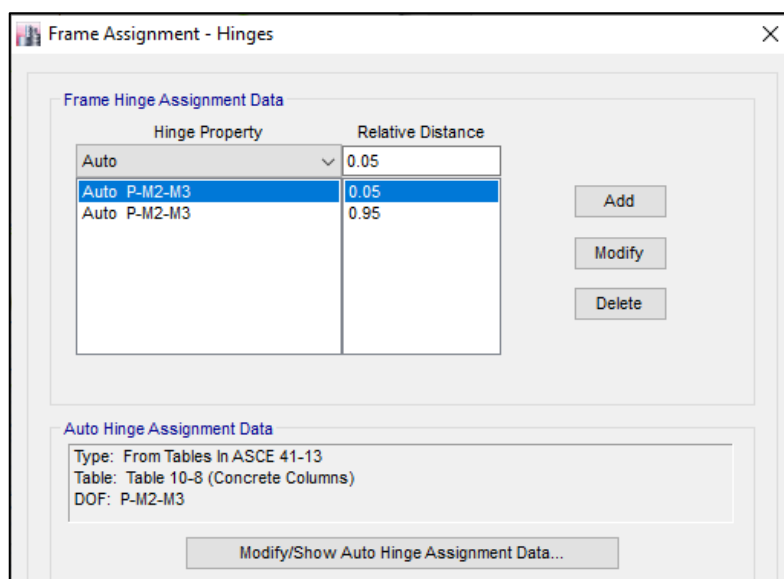 Frame Assignment - Hinges
Frame Hinge Assignment Data
Hinge Property Relative Distance
Auto 0.05
Auto P-M2-M3 0.05
Auto P-M2-M3 0.95
Add
Modify
Delete
Auto Hinge Assignment Data
Type: From Tables In ASCE 41-13
Table: Table 10-8 (Concrete Columns)
DOF: P-M2-M3
Modify/Show Auto Hinge Assignment Data...